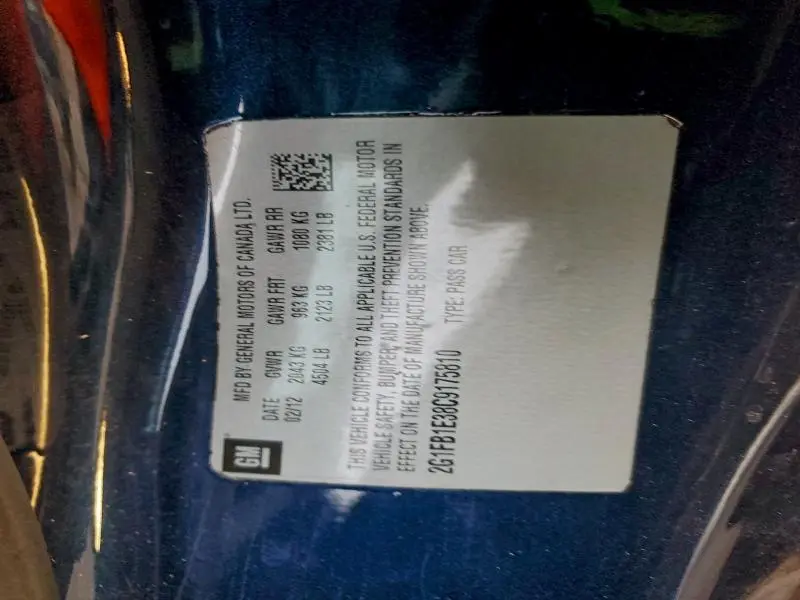 GM
MFD BY GENERAL MOTORS OF CANADA LTD.
DATE GVWR GAWR FRT GAWR RR
02/12 2043 KG 963 KG 1080 KG
4504 LB 2123 LB 2381 LB
THIS VEHICLE CONFORMS TO ALL APPLICABLE U.S. FEDERAL MOTOR
VEHICLE SAFETY, BUMPER, AND THEFT PREVENTION STANDARDS IN
EFFECT ON THE DATE OF MANUFACTURE SHOWN ABOVE.
2G1FB1E38C9175810 TYPE: PASS CAR